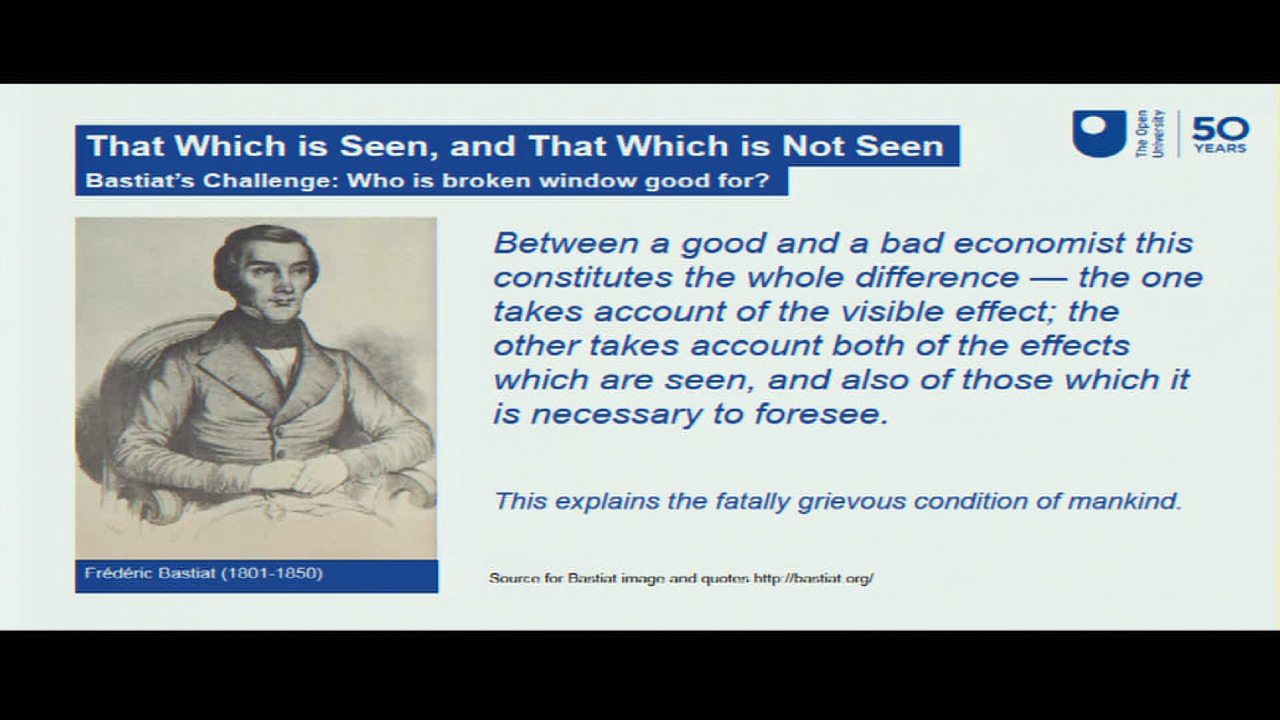 That Which is Seen, and That Which is Not Seen
Bastiat's Challenge: Who is broken window good for?
The Open
University
50
YEARS
Between a good and a bad economist this
constitutes the whole difference — the one
takes account of the visible effect; the
other takes account both of the effects
which are seen, and also of those which it
is necessary to foresee.
This explains the fatally grievous condition of mankind.
Frédéric Bastiat (1801-1850)
Source for Bastiat image and quotes http://bastiat.org/